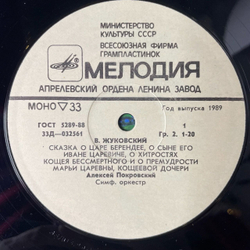 МИНИСТЕРСТВО
КУЛЬТУРЫ СССР
ВСЕСОЮЗНАЯ ФИРМА
ГРАМПЛАСТИНОК
МЕЛОДИЯ
АПРЕЛЕВСКИЙ ОРДЕНА ЛЕНИНА ЗАВОД
МОНО 33
Год выпуска 1989
ГОСТ 5289-88 1
33Д—032561 Гр. 2. 1-20
В. ЖУКОВСКИЙ
СКАЗКА О ЦАРЕ БЕРЕНДЕЕ, О СЫНЕ ЕГО
ИВАНЕ ЦАРЕВИЧЕ, О ХИТРОСТЯХ
КОЩЕЯ БЕССМЕРТНОГО И О ПРЕМУДРОСТИ
МАРЬИ ЦАРЕВНЫ, КОЩЕЕВОЙ ДОЧЕРИ
Алексей Покровский
Симф. оркестр